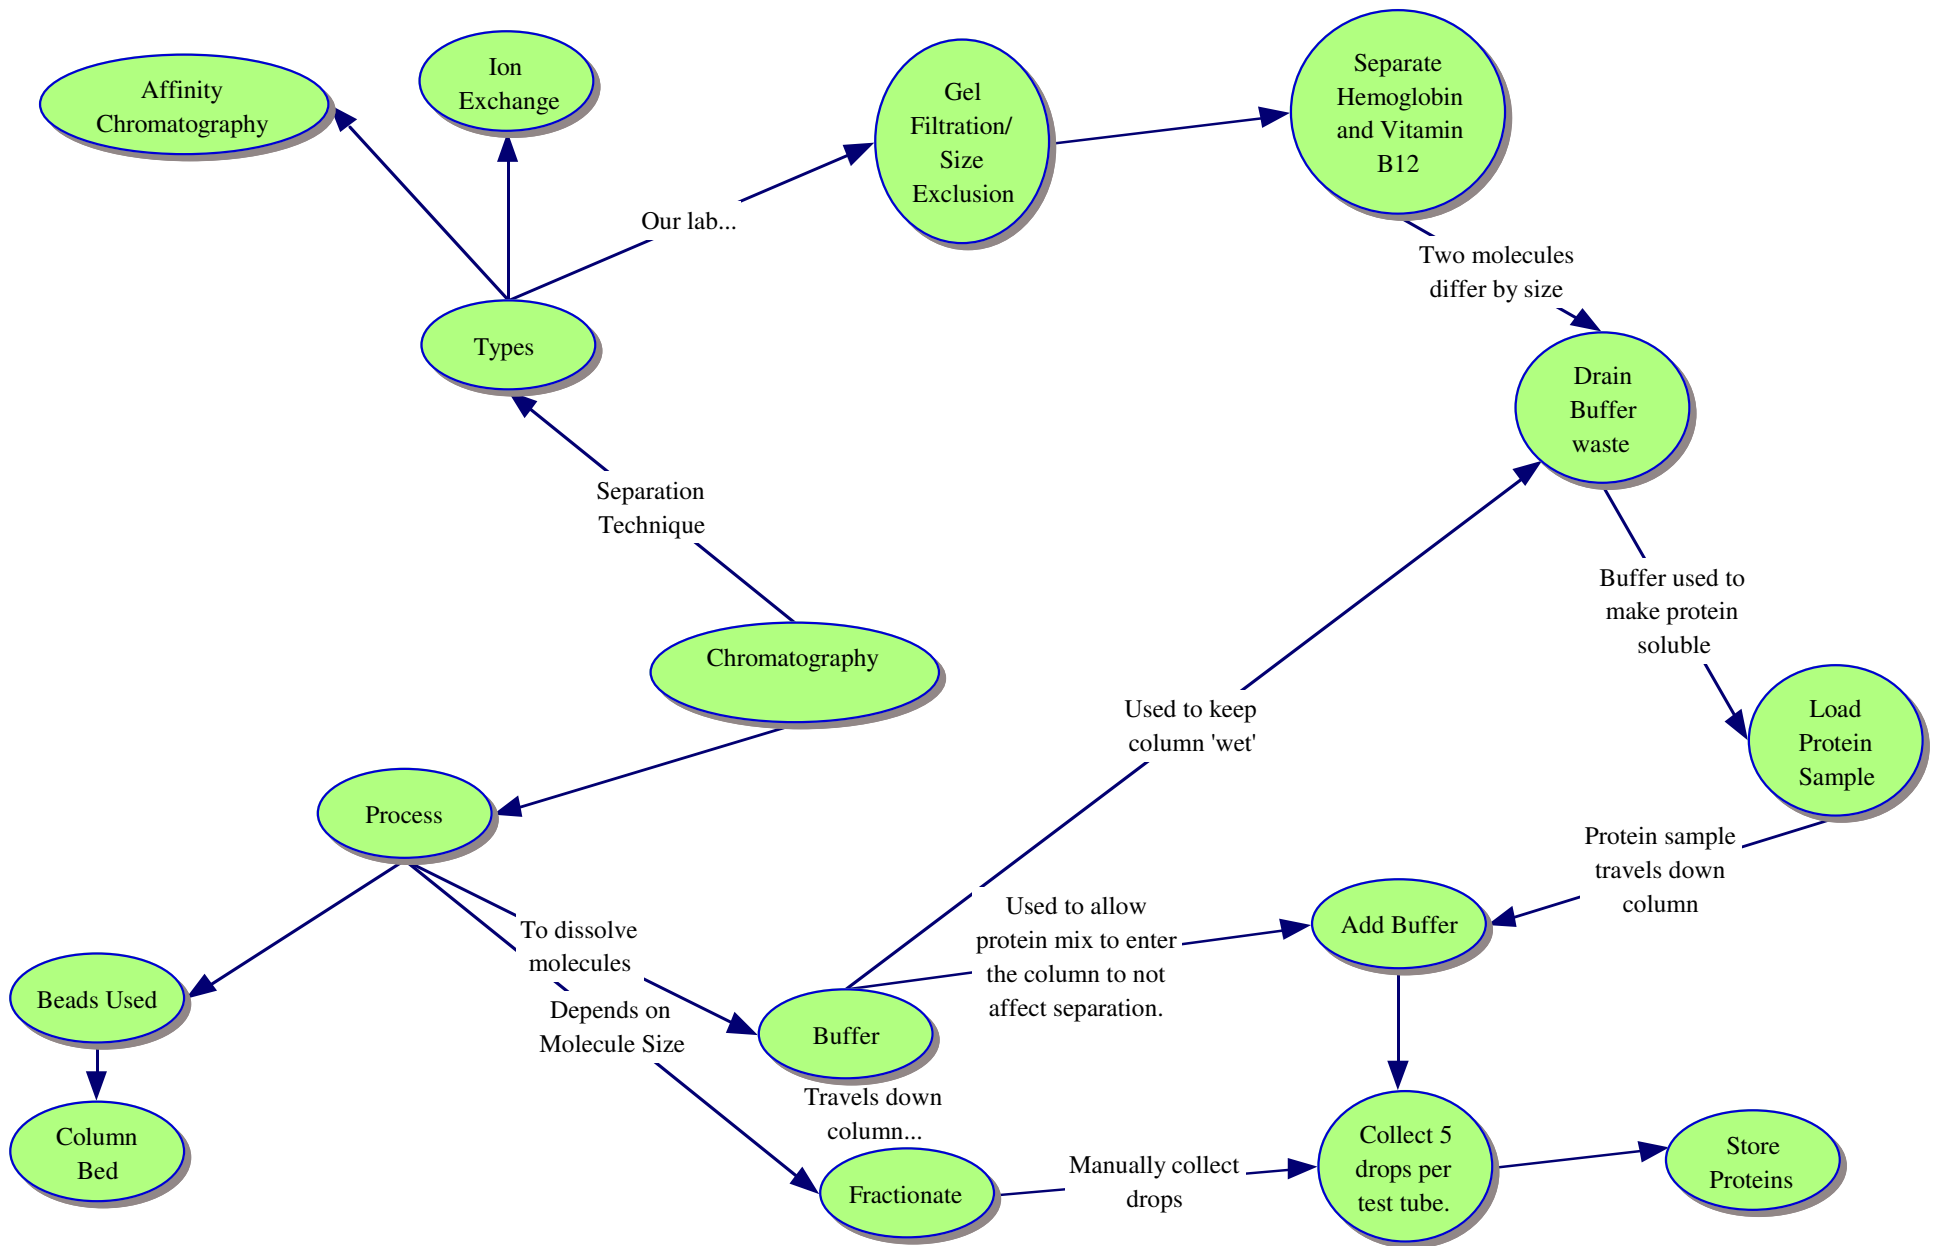 Affinity
Chromatography
Ion
Exchange
Gel
Filtration/
Size
Exclusion
Separate
Hemoglobin
and Vitamin
B12
Our lab...
Two molecules
differ by size
Types
Drain
Buffer
waste
Separation
Technique
Buffer used to
make protein
soluble
Chromatography
Used to keep
column 'wet'
Load
Protein
Sample
Process
Protein sample
travels down
column
To dissolve
molecules
Used to allow
protein mix to enter
the column to not
affect separation.
Add Buffer
Beads Used
Depends on
Molecule Size
Buffer
Travels down
column...
Column
Bed
Fractionate
Manually collect
drops
Collect 5
drops per
test tube.
Store
Proteins